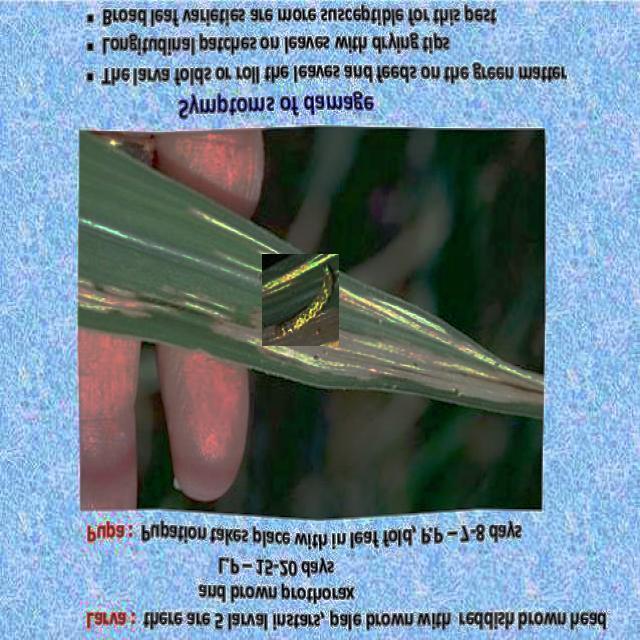 Larva : there are 5 larval instars, pale brown with reddish brown head
and brown prothorax
L.P – 15-20 days
Pupa : Pupation takes place with in leaf fold, P.P – 7-8 days
Symptoms of damage
▪ The larva folds or roll the leaves and feeds on the green matter
▪ Longitudinal patches on leaves with drying tips
▪ Broad leaf varieties are more susceptible for this pest